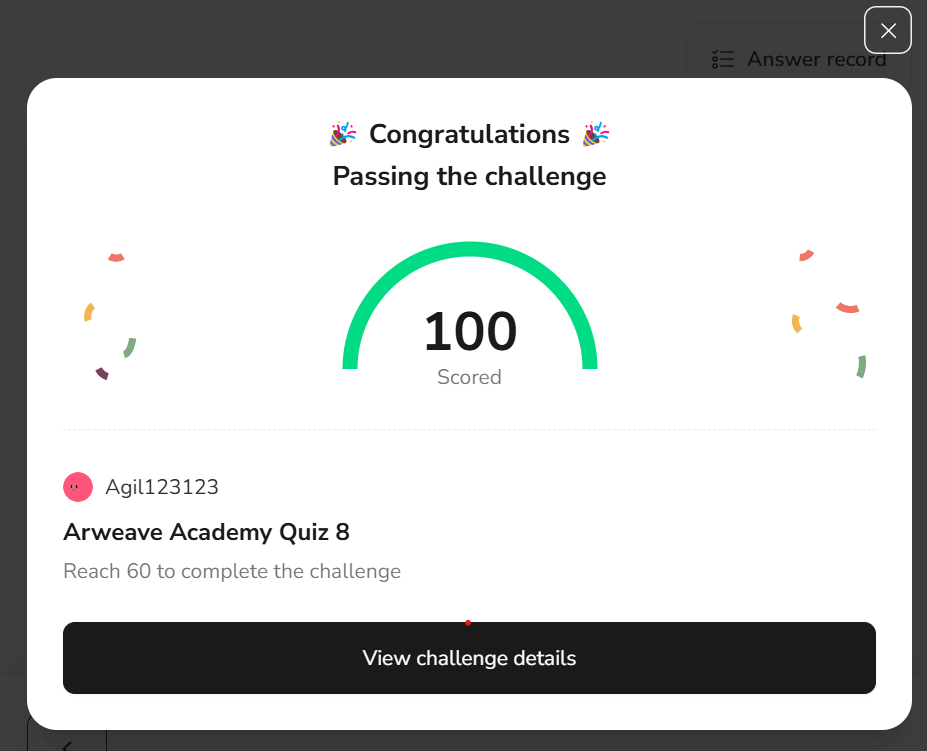 Answer record
Congratulations
Passing the challenge
100
Scored
Agil123123
Arweave Academy Quiz 8
Reach 60 to complete the challenge
View challenge details